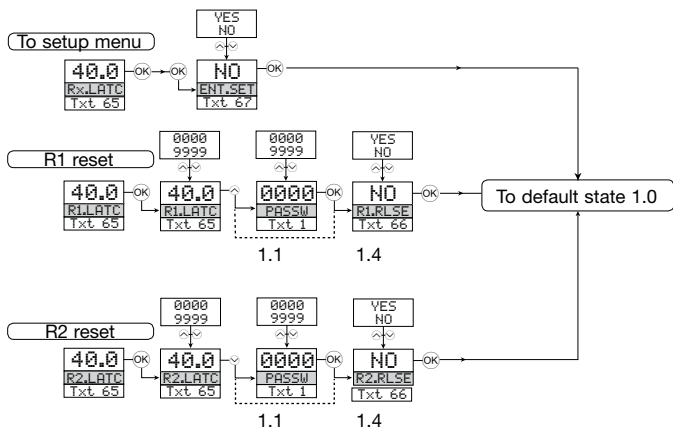 YES
NO
To setup menu
40.0 OK OK NO OK
Rx.LATC ENT.SET
Txt 65 Txt 67
0000 0000 YES
9999 9999 NO
R1 reset
40.0 OK 40.0 0000 OK NO OK To default state 1.0
R1.LATC R1.LATC PASSW R1.RLSE
Txt 65 Txt 65 Txt 1 Txt 66
1.1 1.4
0000 0000 YES
9999 9999 NO
R2 reset
40.0 OK 40.0 0000 OK NO OK
R2.LATC R2.LATC PASSW R2.RLSE
Txt 65 Txt 65 Txt 1 Txt 66
1.1 1.4